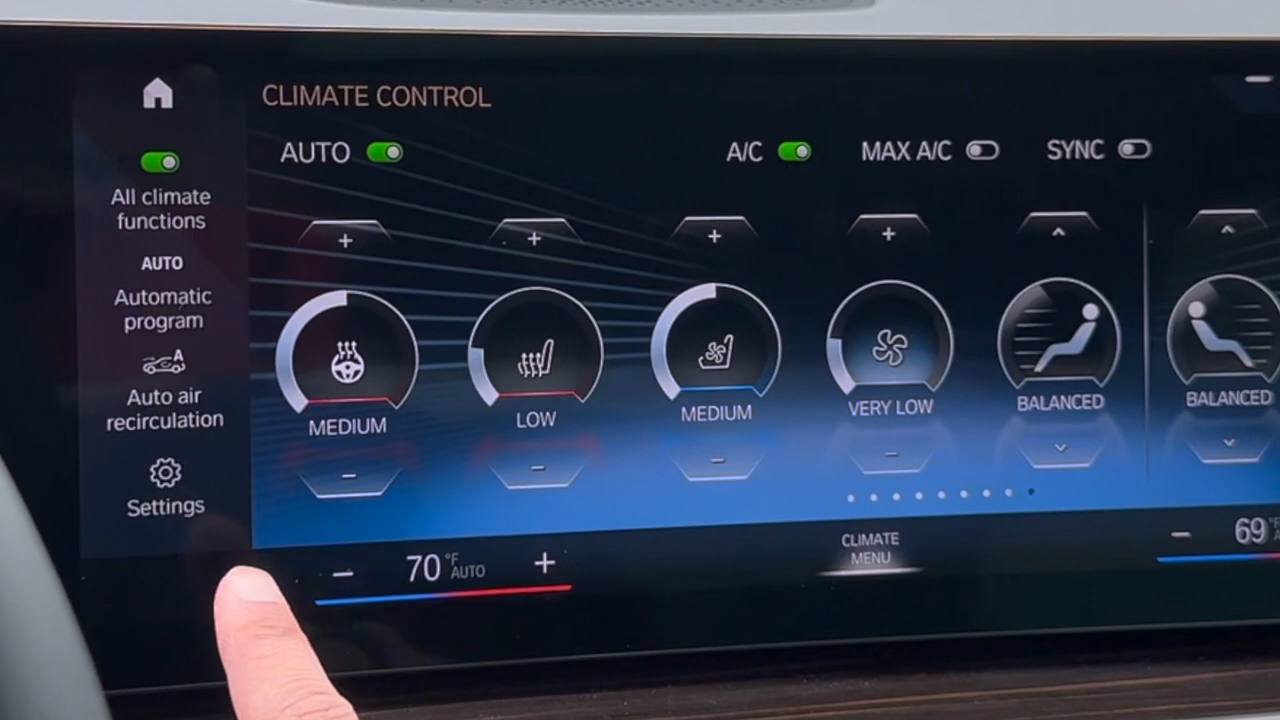 CLIMATE CONTROL
AUTO
A/C
MAX A/C
SYNC
All climate
functions
AUTO
Automatic
program
A
Auto air
recirculation
Settings
+
+
+
+
MEDIUM
LOW
MEDIUM
VERY LOW
BALANCED
BALANCED
−
−
−
−
− 70 °F AUTO +
CLIMATE
MENU
− 69 °F